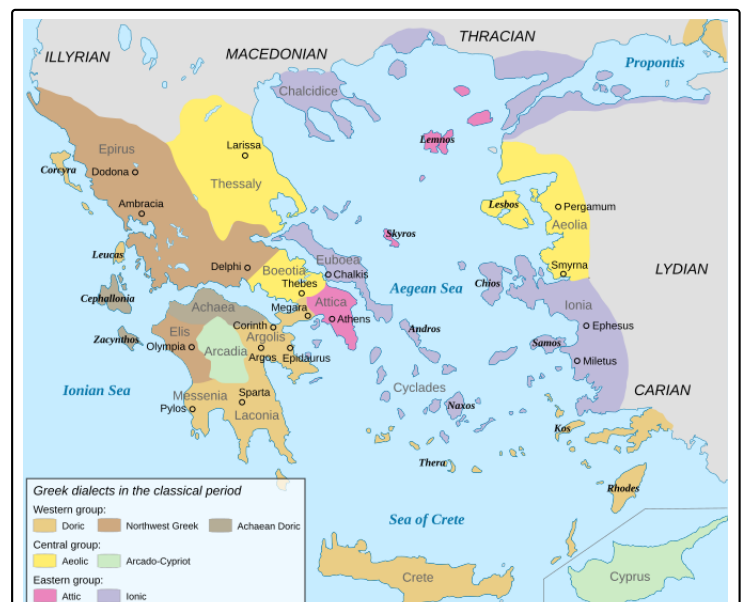 THRACIAN
ILLYRIAN
MACEDONIAN
Propontis
Chalcidice
Lemnos
Epirus
Larissa
Corcyra
Dodona
Thessaly
Ambracia
Lesbos
Pergamum
Aeolia
Skyros
Leucas
Delphi
Boeotia
Euboea
Chalkis
Smyrna
LYDIAN
Thebes
Aegean Sea
Chios
Cephallonia
Achaea
Megara
Attica
Ionia
Athens
Zacynthos
Elis
Corinth
Argolis
Andros
Ephesus
Olympia
Arcadia
Argos
Epidaurus
Samos
Miletus
Ionian Sea
Messenia
Sparta
Cyclades
CARIAN
Pylos
Laconia
Naxos
Kos
Thera
Rhodes
Sea of Crete
Crete
Cyprus
Greek dialects in the classical period
Western group:
Doric Northwest Greek Achaean Doric
Central group:
Aeolic Arcado-Cypriot
Eastern group:
Attic Ionic